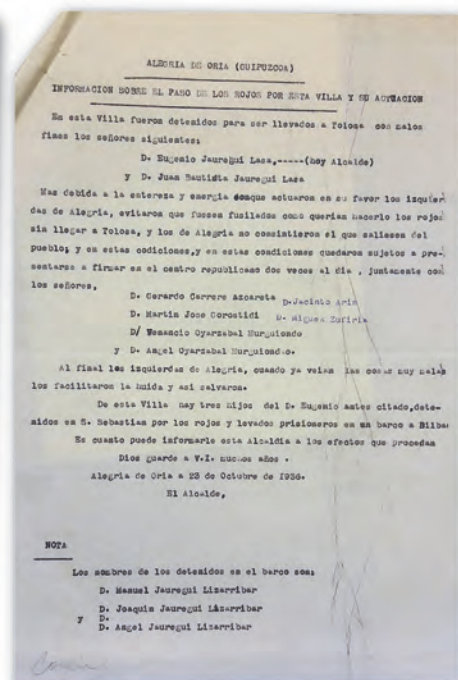 ALEGRIA DE ORIA (GUIPUZCOA)
INFORMACION SOBRE EL PASO DE LOS ROJOS POR ESTA VILLA Y SU ACTUACION
En esta Villa fueron detenidos para ser llevados a Tolosa con malos
fines los señores siguientes:
D. Eugenio Jauregui Lasa,-----(hoy Alcalde)
y D. Juan Bautista Jauregui Lasa
Mas debida a la entereza y energia conque actuaron en su favor los izquier
das de Alegria, evitaron que fuesen fusilados como querian hacerlo los rojos
sin llegar a Tolosa, y los de Alegria no consintieron el que saliesen del
pueblo; y en estas codiciones,y en estas condiciones quedaron sujetos a pre-
sentarse a firmar en el centro republicano dos veces al dia , juntamente con
los señores,
D. Gerardo Carrere Azcareta D.Jacinto Arin
D. Martin Jose Gorostidi D. Miguel Zufiria
D/ Venancio Oyarzabal Murguiondo
y D. Angel Oyarzabal Murguiondo.
Al final les izquierdas de Alegria, cuando ya veian las cosas muy malas
los facilitaron la huida y asi salvaron.
De esta Villa hay tres hijos del D. Eugenio antes citado,dete-
nidos en S. Sebastian por los rojos y levados prisioneros en un barco a Bilbao
Es cuanto puede informarle esta Alcaldia a los efectos que procedan
Dios guarde a V.I. muchos años .
Alegria de Oria a 23 de Octubre de 1936.
El Alcalde,
NOTA
Los nombres de los detenidos en el barco son:
D. Manuel Jauregui Lizarribar
D. Joaquin Jauregui Lizarribar
y D.
D. Angel Jauregui Lizarribar